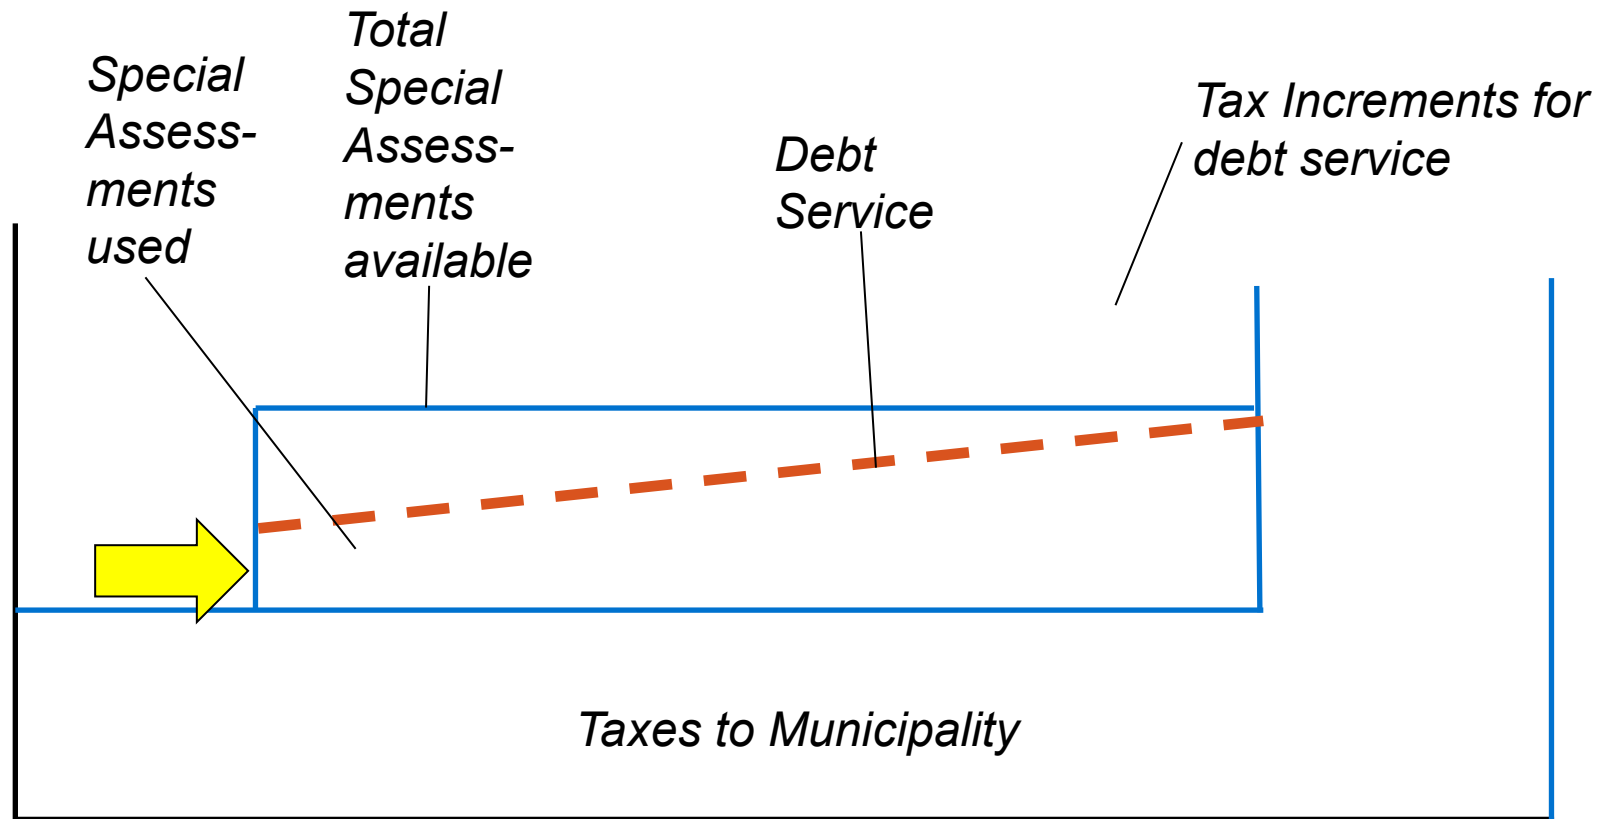 Special
Assess-
ments
used
Total
Special
Assess-
ments
available
Debt
Service
Tax Increments for
debt service
Taxes to Municipality